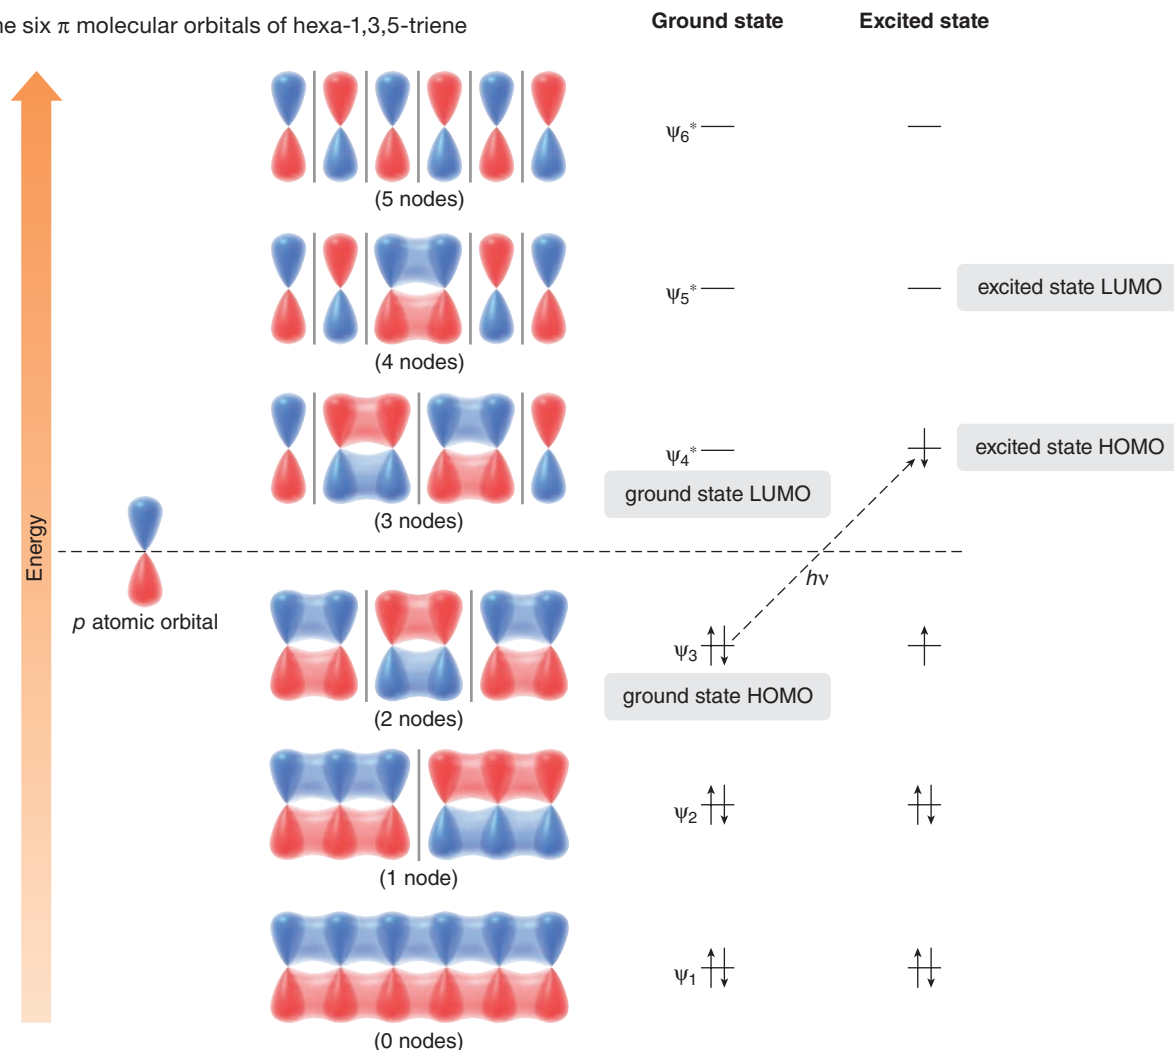 he six π molecular orbitals of hexa-1,3,5-triene
Ground state
Excited state
ψ6*
(5 nodes)
ψ5*
excited state LUMO
(4 nodes)
ψ4*
excited state HOMO
ground state LUMO
(3 nodes)
Energy
hν
p atomic orbital
ψ3
ground state HOMO
(2 nodes)
ψ2
(1 node)
ψ1
(0 nodes)